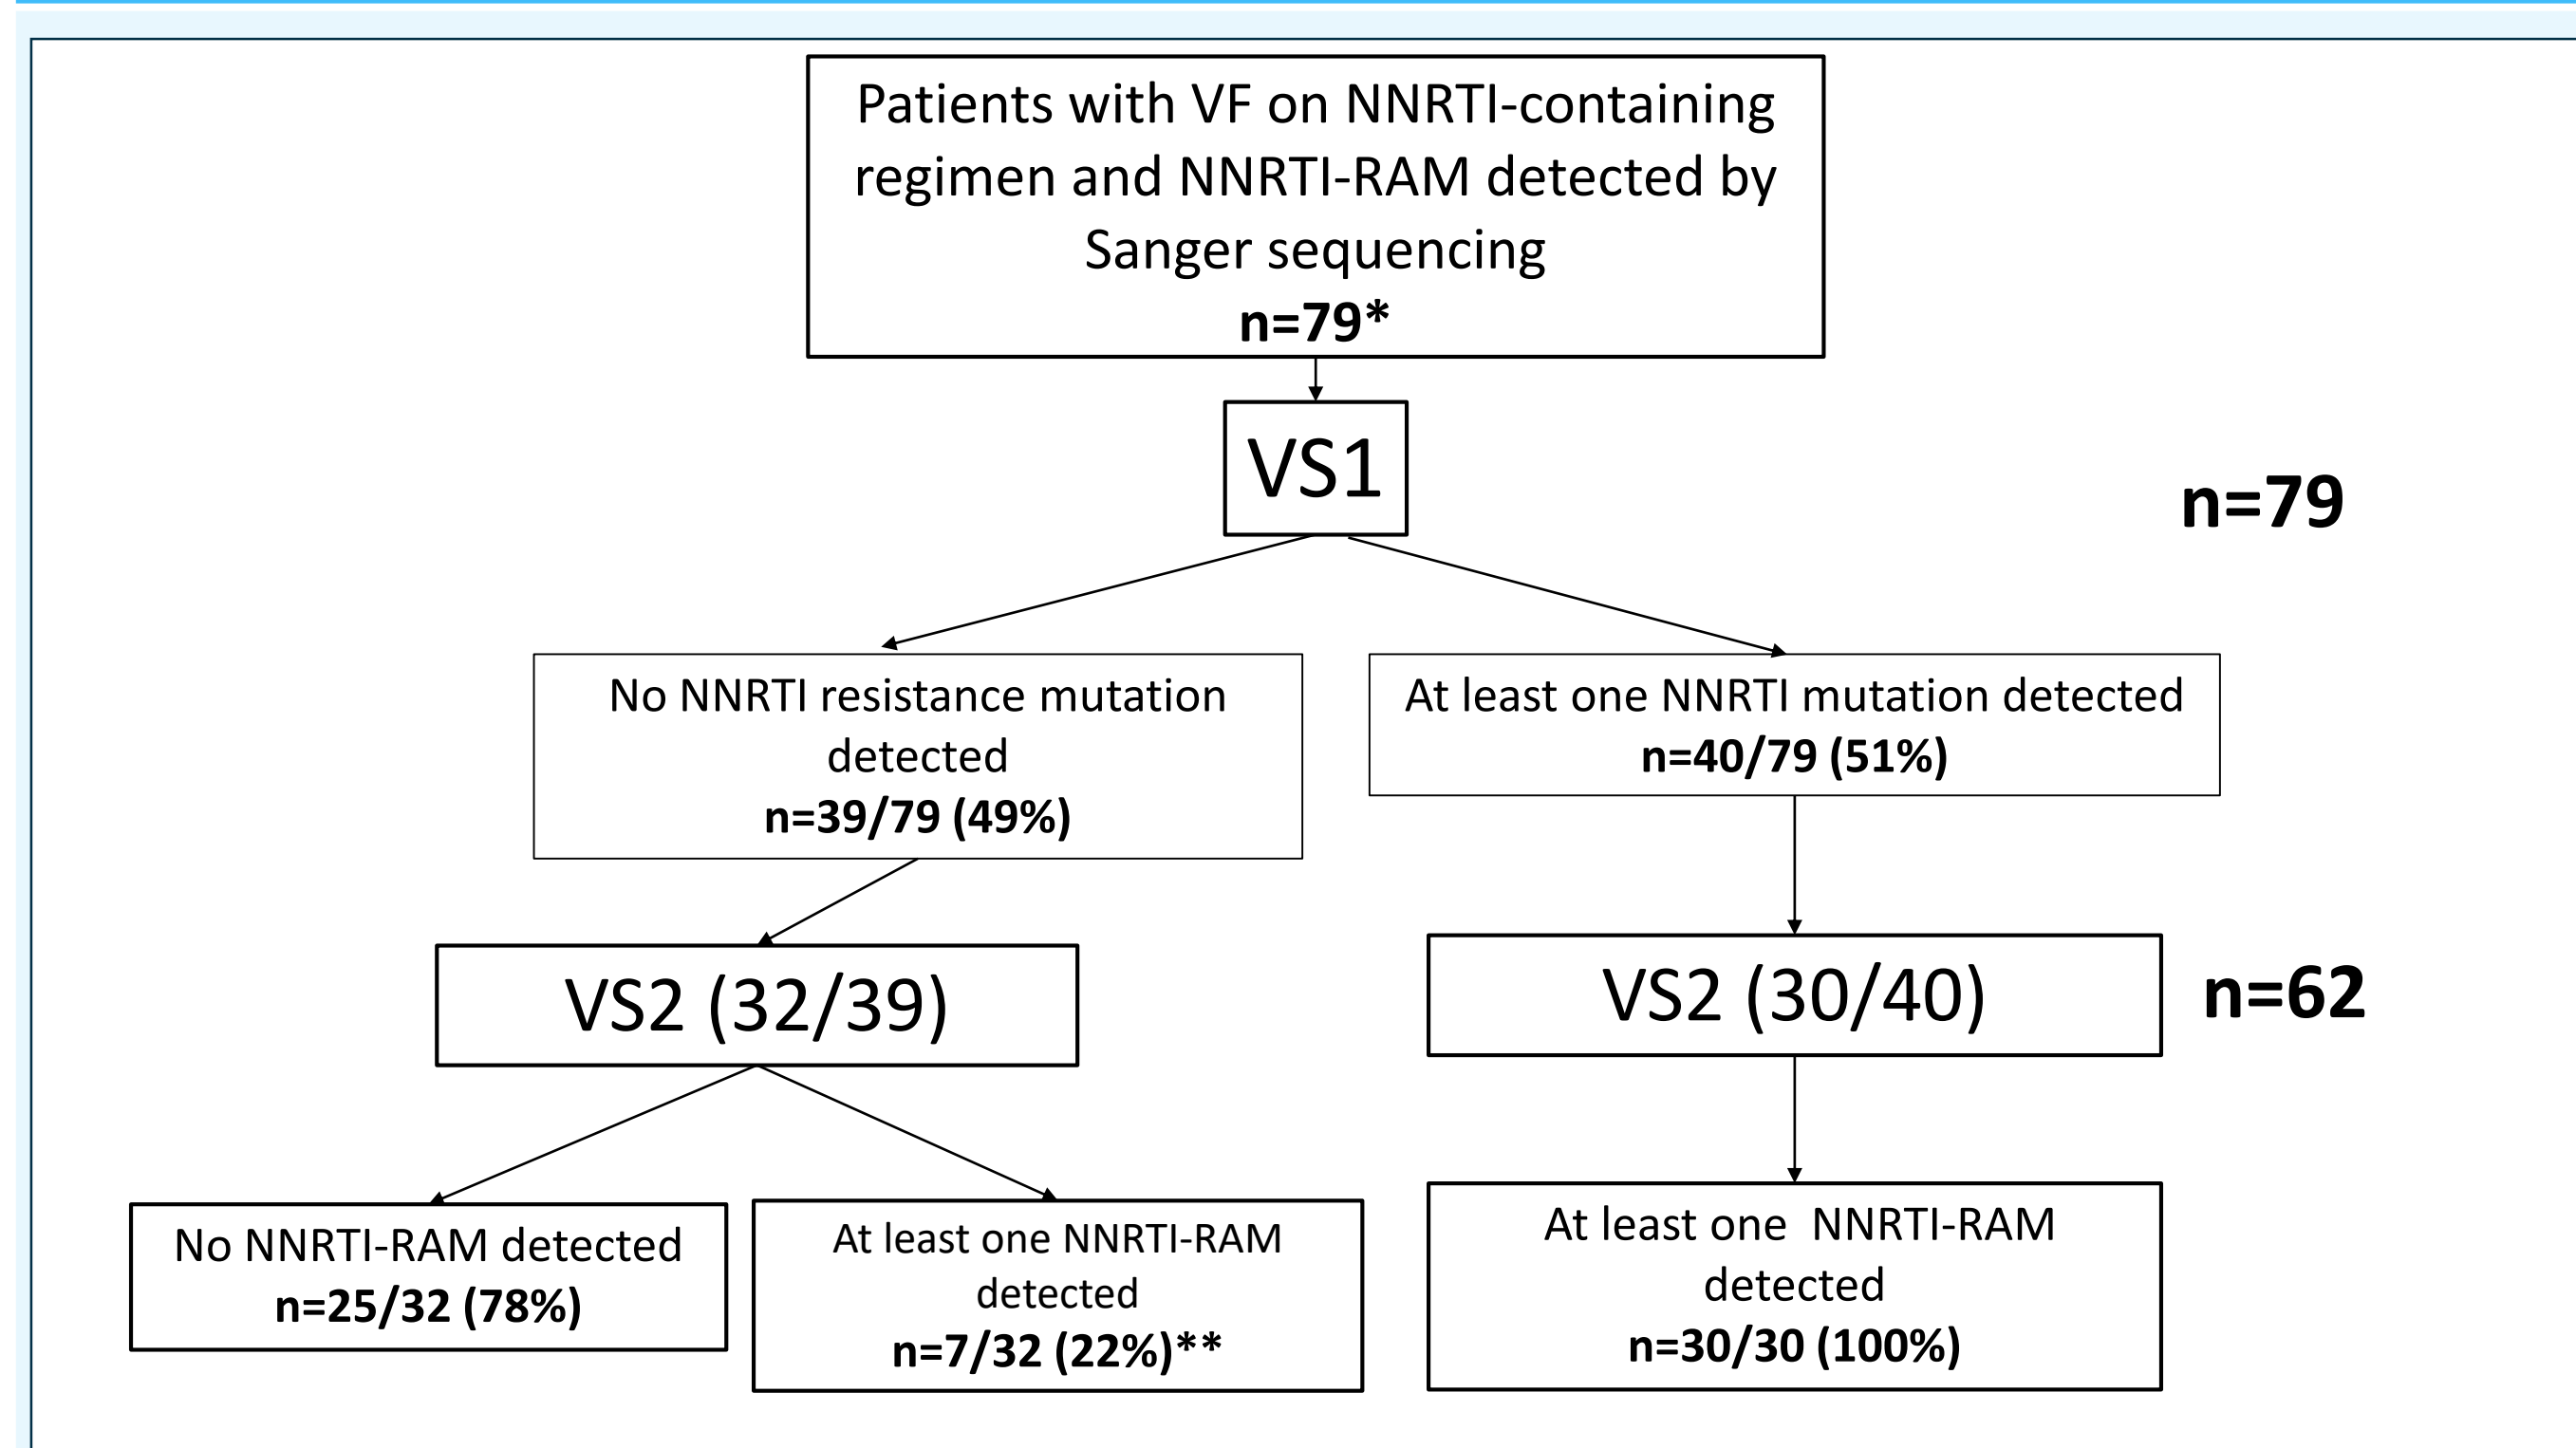 Patients with VF on NNRTI-containing
regimen and NNRTI-RAM detected by
Sanger sequencing
n=79*
VS1
n=79
No NNRTI resistance mutation
detected
n=39/79 (49%)
At least one NNRTI mutation detected
n=40/79 (51%)
VS2 (32/39)
VS2 (30/40)
n=62
No NNRTI-RAM detected
n=25/32 (78%)
At least one NNRTI-RAM
detected
n=7/32 (22%)**
At least one  NNRTI-RAM
detected
n=30/30 (100%)